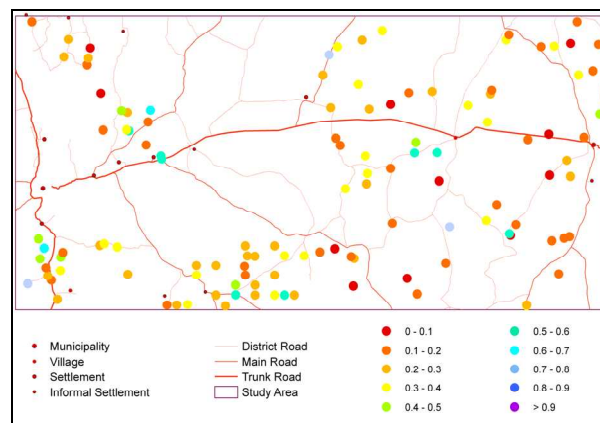 Municipality
Village
Settlement
Informal Settlement
District Road
Main Road
Trunk Road
Study Area
0 - 0.1
0.1 - 0.2
0.2 - 0.3
0.3 - 0.4
0.4 - 0.5
0.5 - 0.6
0.6 - 0.7
0.7 - 0.8
0.8 - 0.9
> 0.9